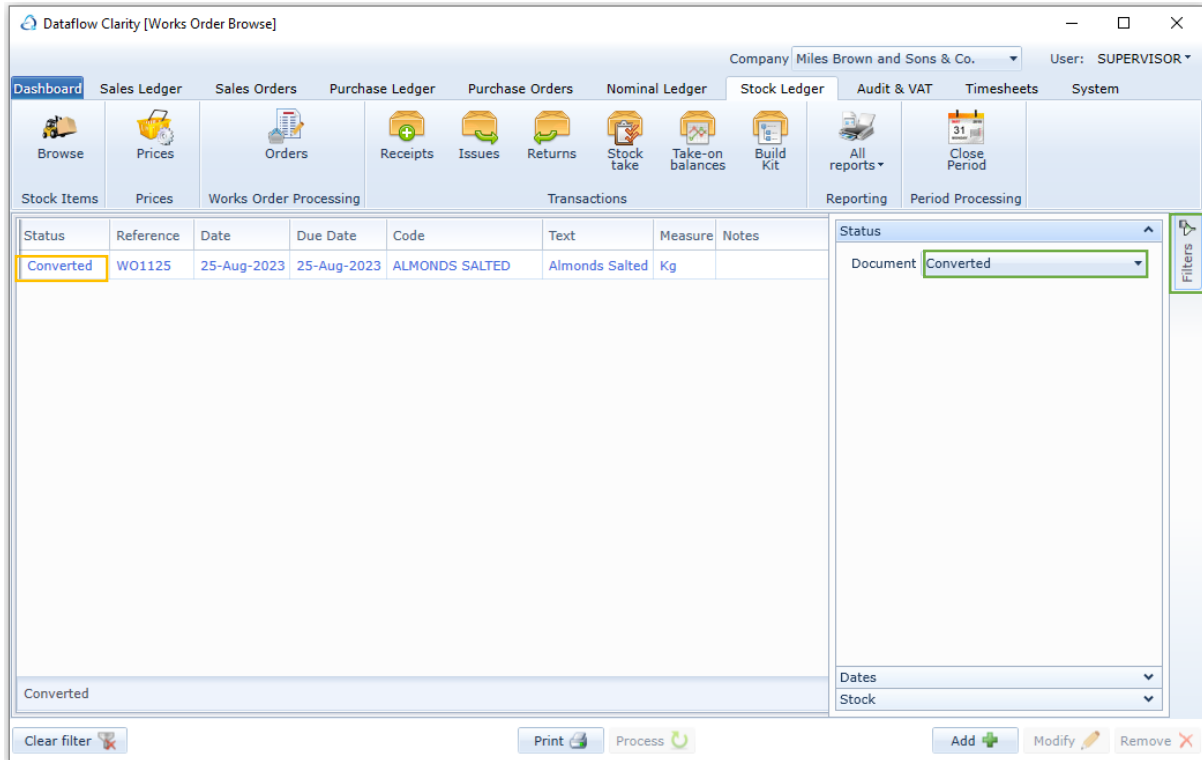 Dataflow Clarity [Works Order Browse]
Company Miles Brown and Sons & Co. User: SUPERVISOR
Dashboard Sales Ledger Sales Orders Purchase Ledger Purchase Orders Nominal Ledger Stock Ledger Audit & VAT Timesheets System
Browse Prices Orders Receipts Issues Returns Stock take Take-on balances Build Kit All reports 31 Close Period
Stock Items Prices Works Order Processing Transactions Reporting Period Processing
Status Reference Date Due Date Code Text Measure Notes
Converted WO1125 25-Aug-2023 25-Aug-2023 ALMONDS SALTED Almonds Salted Kg
Status
Document Converted
Filters
Dates
Stock
Converted
Clear filter Print Process Add Modify Remove